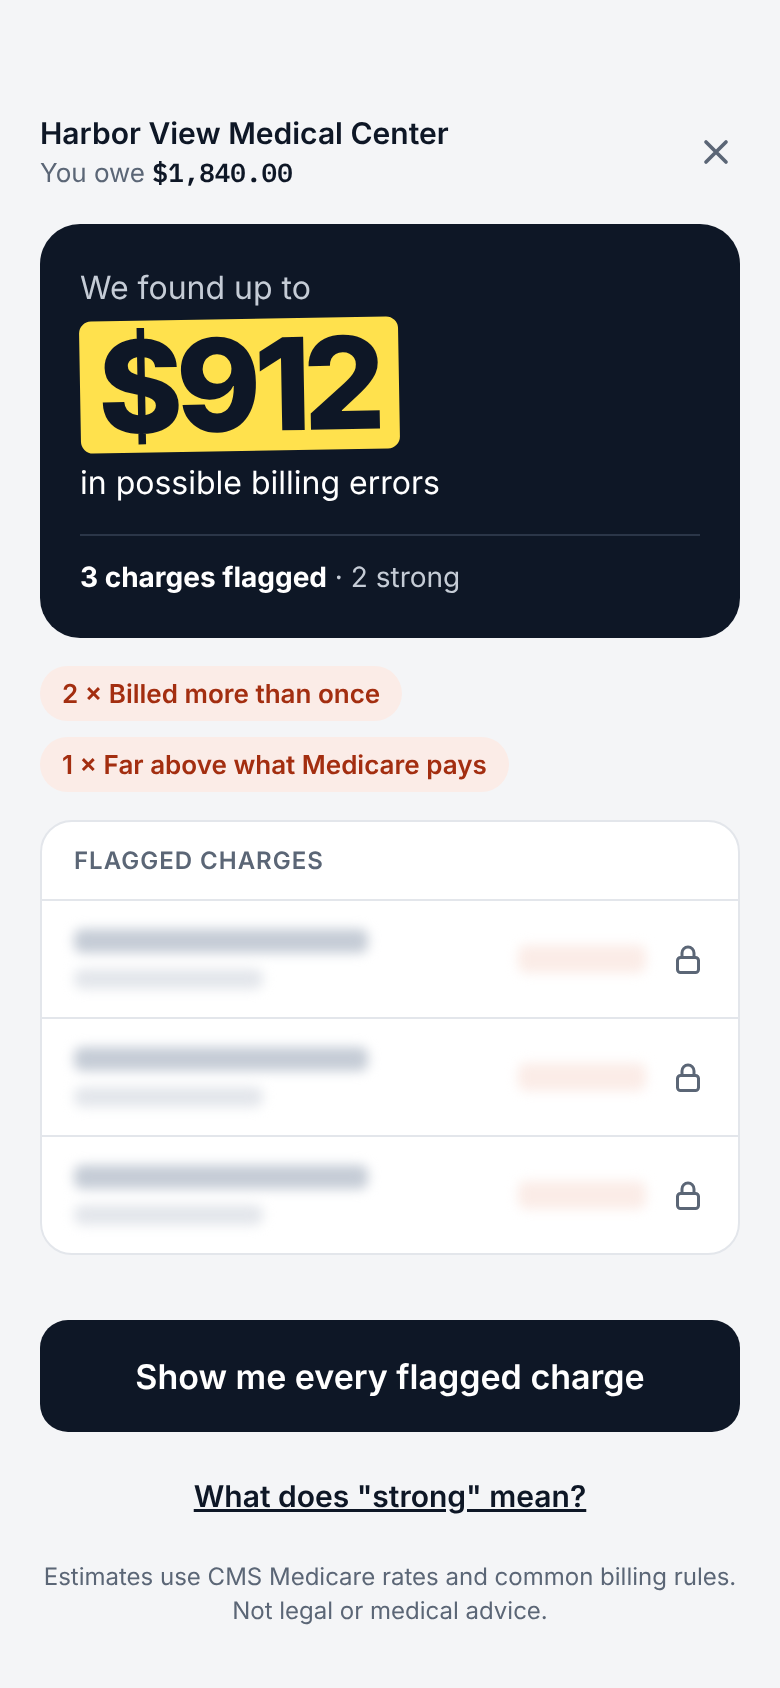 Harbor View Medical Center
You owe $1,840.00
We found up to
$912
in possible billing errors
3 charges flagged · 2 strong
2 × Billed more than once
1 × Far above what Medicare pays
FLAGGED CHARGES
Show me every flagged charge
What does "strong" mean?
Estimates use CMS Medicare rates and common billing rules.
Not legal or medical advice.